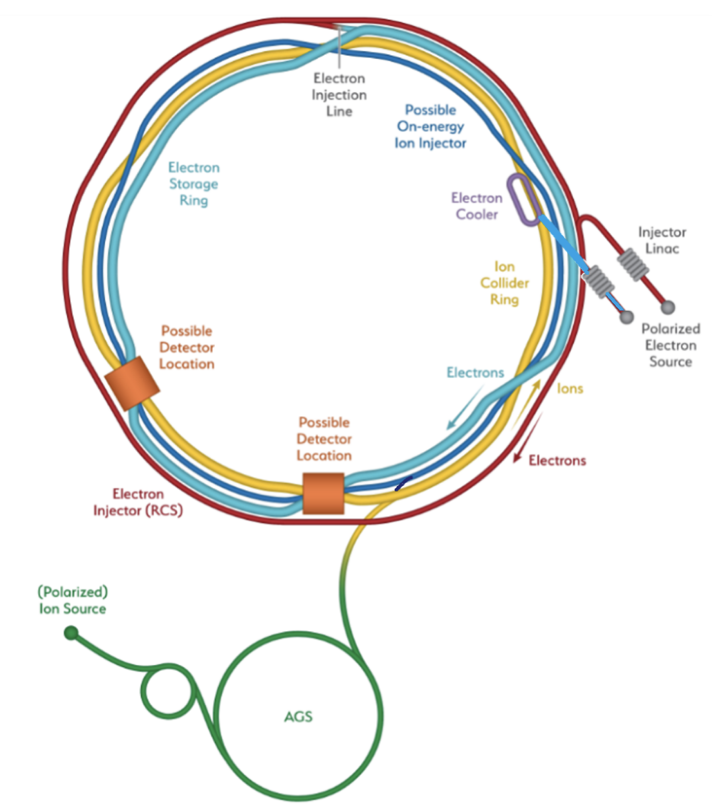 Electron
Injection
Line
Possible
On-energy
Ion Injector
Electron
Storage
Ring
Electron
Cooler
Injector
Linac
Ion
Collider
Ring
Polarized
Electron
Source
Possible
Detector
Location
Electrons
Ions
Possible
Detector
Location
Electrons
Electron
Injector (RCS)
(Polarized)
Ion Source
AGS